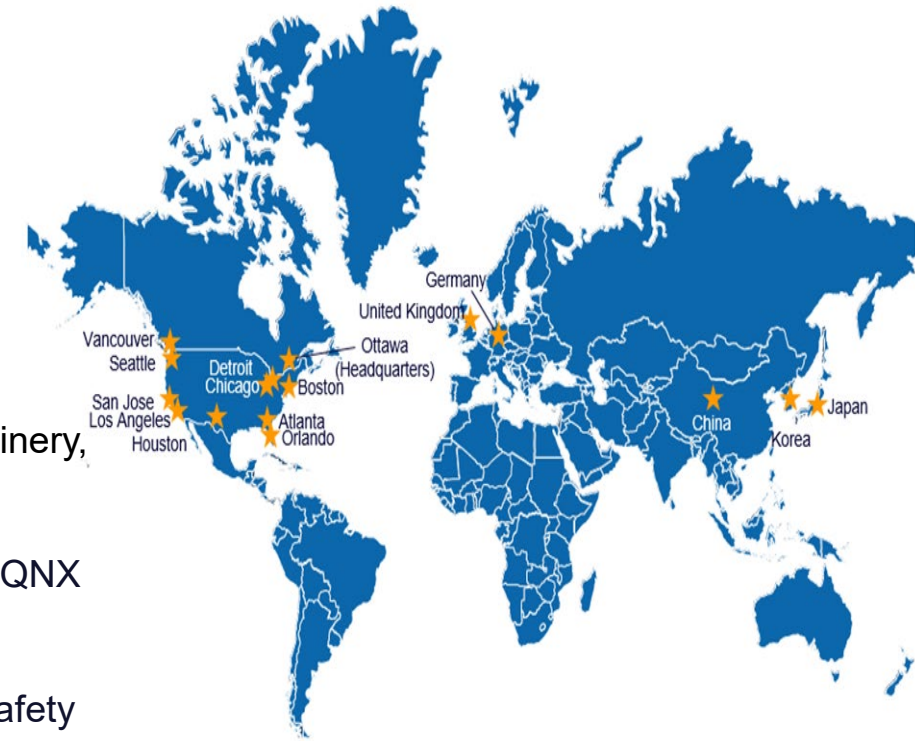 Germany
United Kingdom
Vancouver
Seattle
Ottawa
(Headquarters)
Detroit
Chicago
Boston
San Jose
Los Angeles
Houston
Atlanta
Orlando
China
Korea
Japan
inery,
QNX
afety